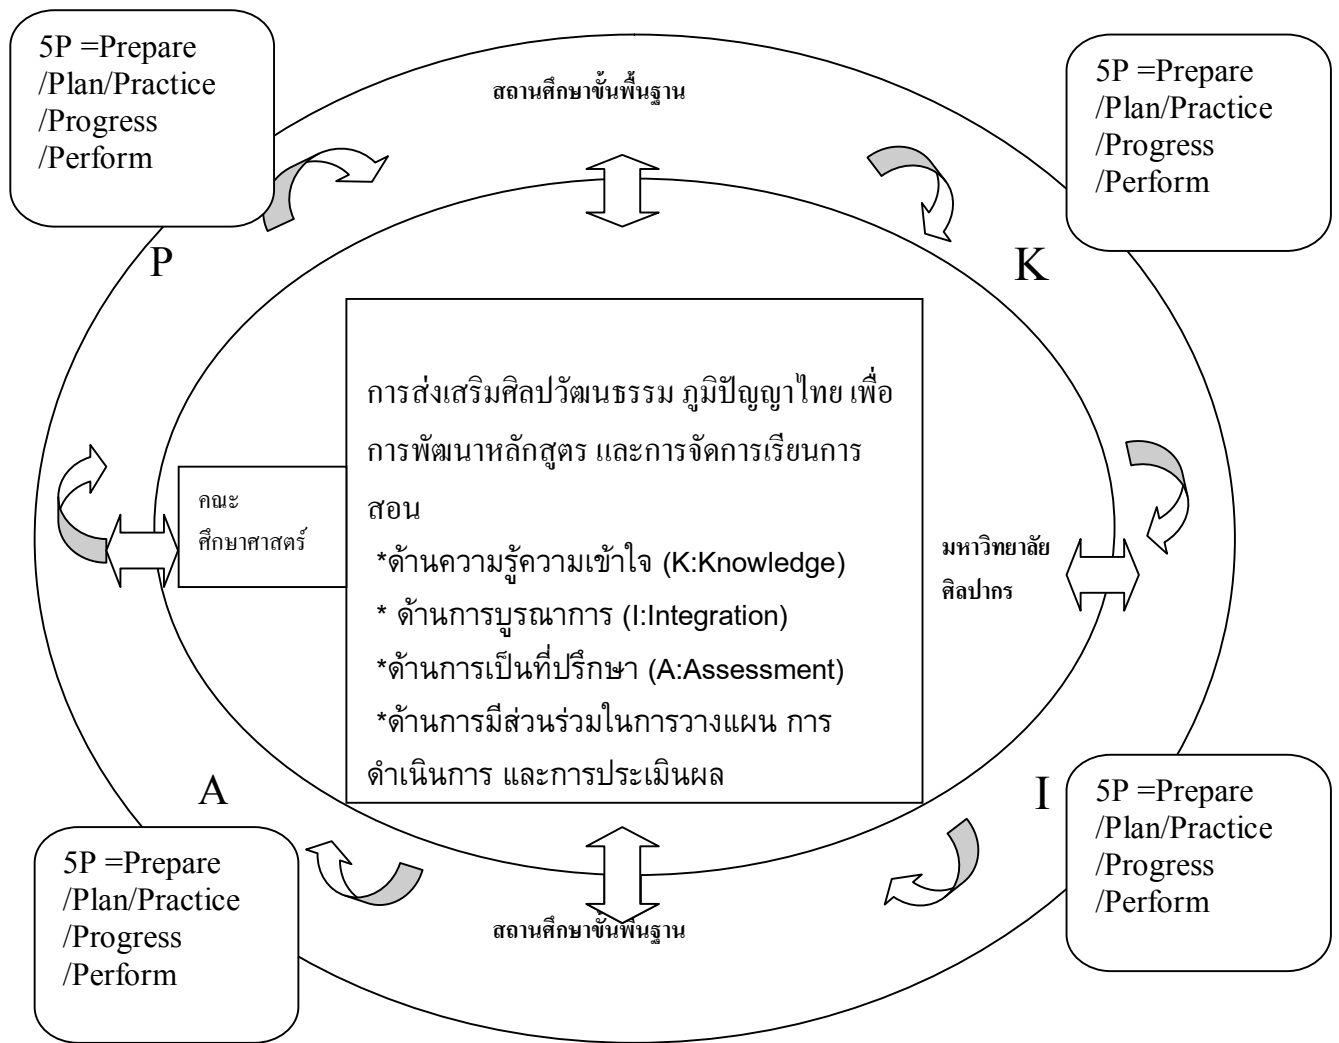 5P =Prepare
/Plan/Practice
/Progress
/Perform
สถานศึกษาขั้นพื้นฐาน
5P =Prepare
/Plan/Practice
/Progress
/Perform
P
K
การส่งเสริมศิลปวัฒนธรรม ภูมิปัญญาไทย เพื่อ
การพัฒนาหลักสูตร และการจัดการเรียนการ
สอน
*ด้านความรู้ความเข้าใจ (K:Knowledge)
* ด้านการบูรณาการ (I:Integration)
*ด้านการเป็นที่ปรึกษา (A:Assessment)
*ด้านการมีส่วนร่วมในการวางแผน การ
ดำเนินการ และการประเมินผล
คณะ
ศึกษาศาสตร์
มหาวิทยาลัย
ศิลปากร
A
I
5P =Prepare
/Plan/Practice
/Progress
/Perform
สถานศึกษาขั้นพื้นฐาน
5P =Prepare
/Plan/Practice
/Progress
/Perform